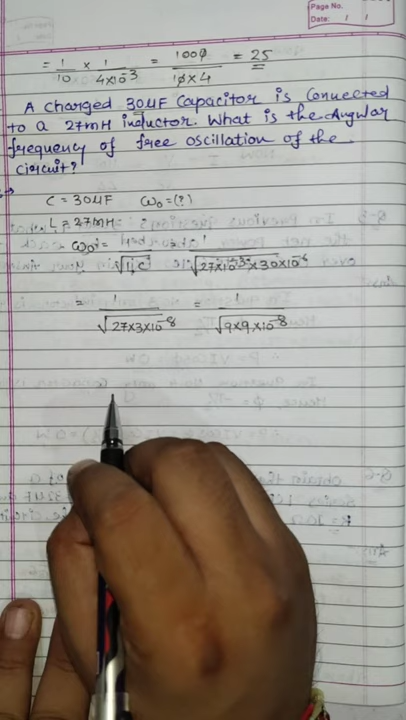 Page No.
Date: / /
= 1/10 × 1/4×10⁻³ = 1000/10×4 = 25
A charged 30μF Capacitor is Connected
to a 27mH inductor. What is the Angular
frequency of free oscillation of the
circuit?
C = 30μF ω₀ = (?)
L = 27mH
ω₀ = 1/√LC = 1/√27×10⁻³×30×10⁻⁶
= 1/√27×3×10⁻⁸ = 1/√9×9×10⁻⁸